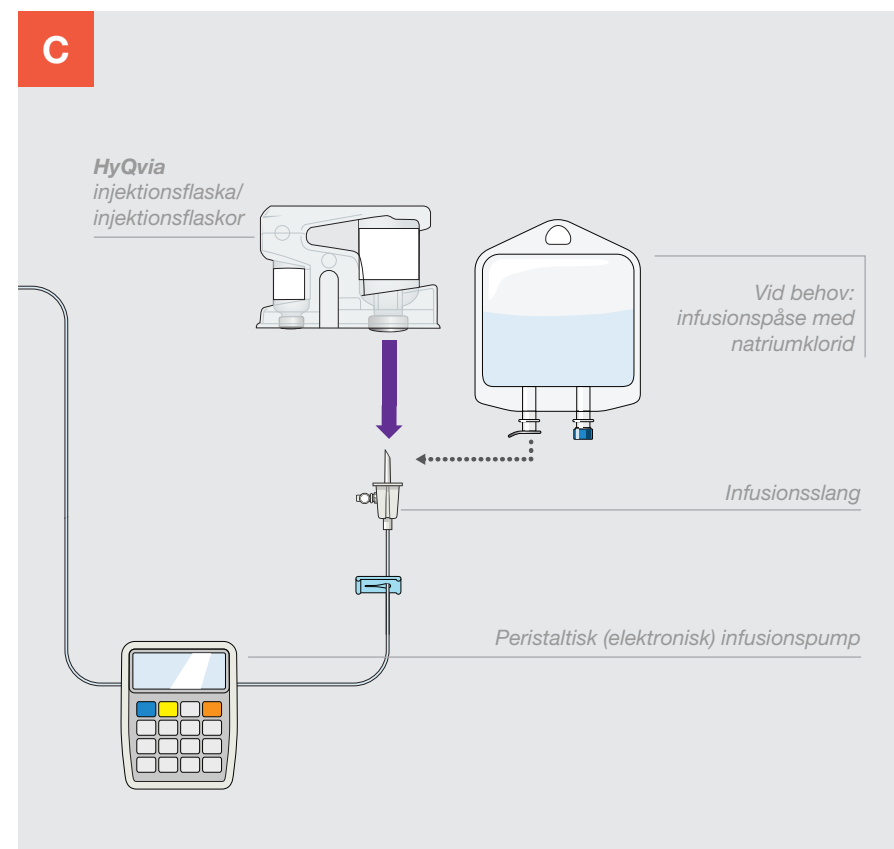 C
HyQvia
injektionsflaska/
injektionsflaskor
Vid behov:
infusionspåse med
natriumklorid
Infusionsslang
Peristaltisk (elektronisk) infusionspump